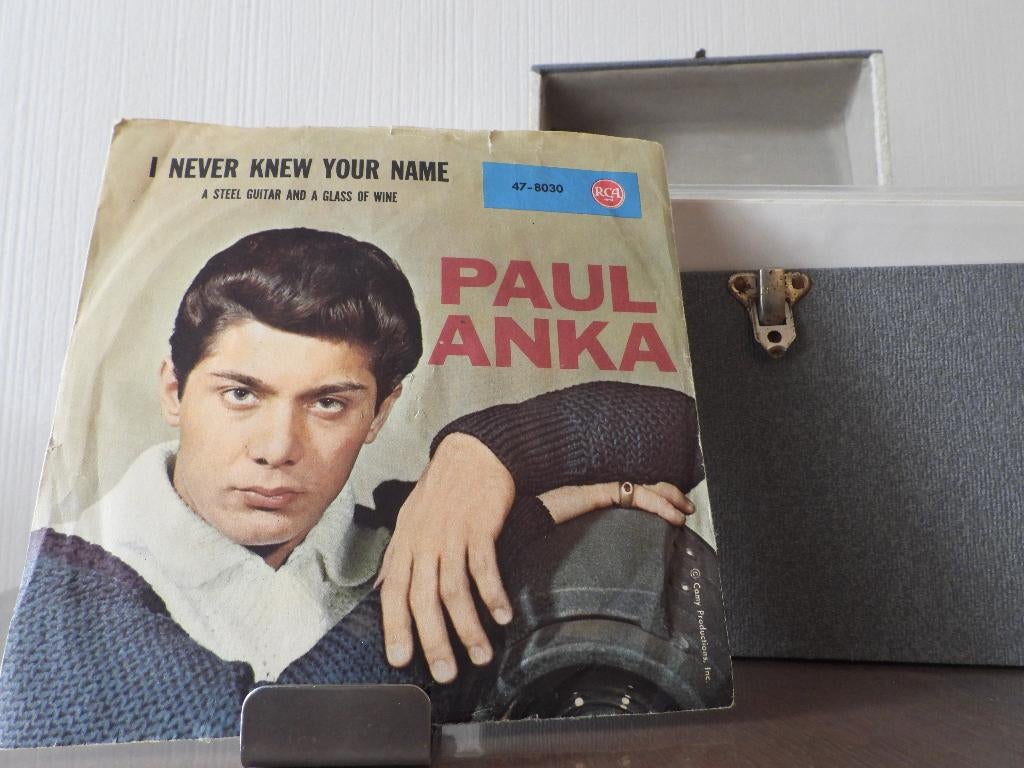 I NEVER KNEW YOUR NAME
A STEEL GUITAR AND A GLASS OF WINE
47-8030
RCA
PAUL
ANKA
© Camy Productions, Inc.